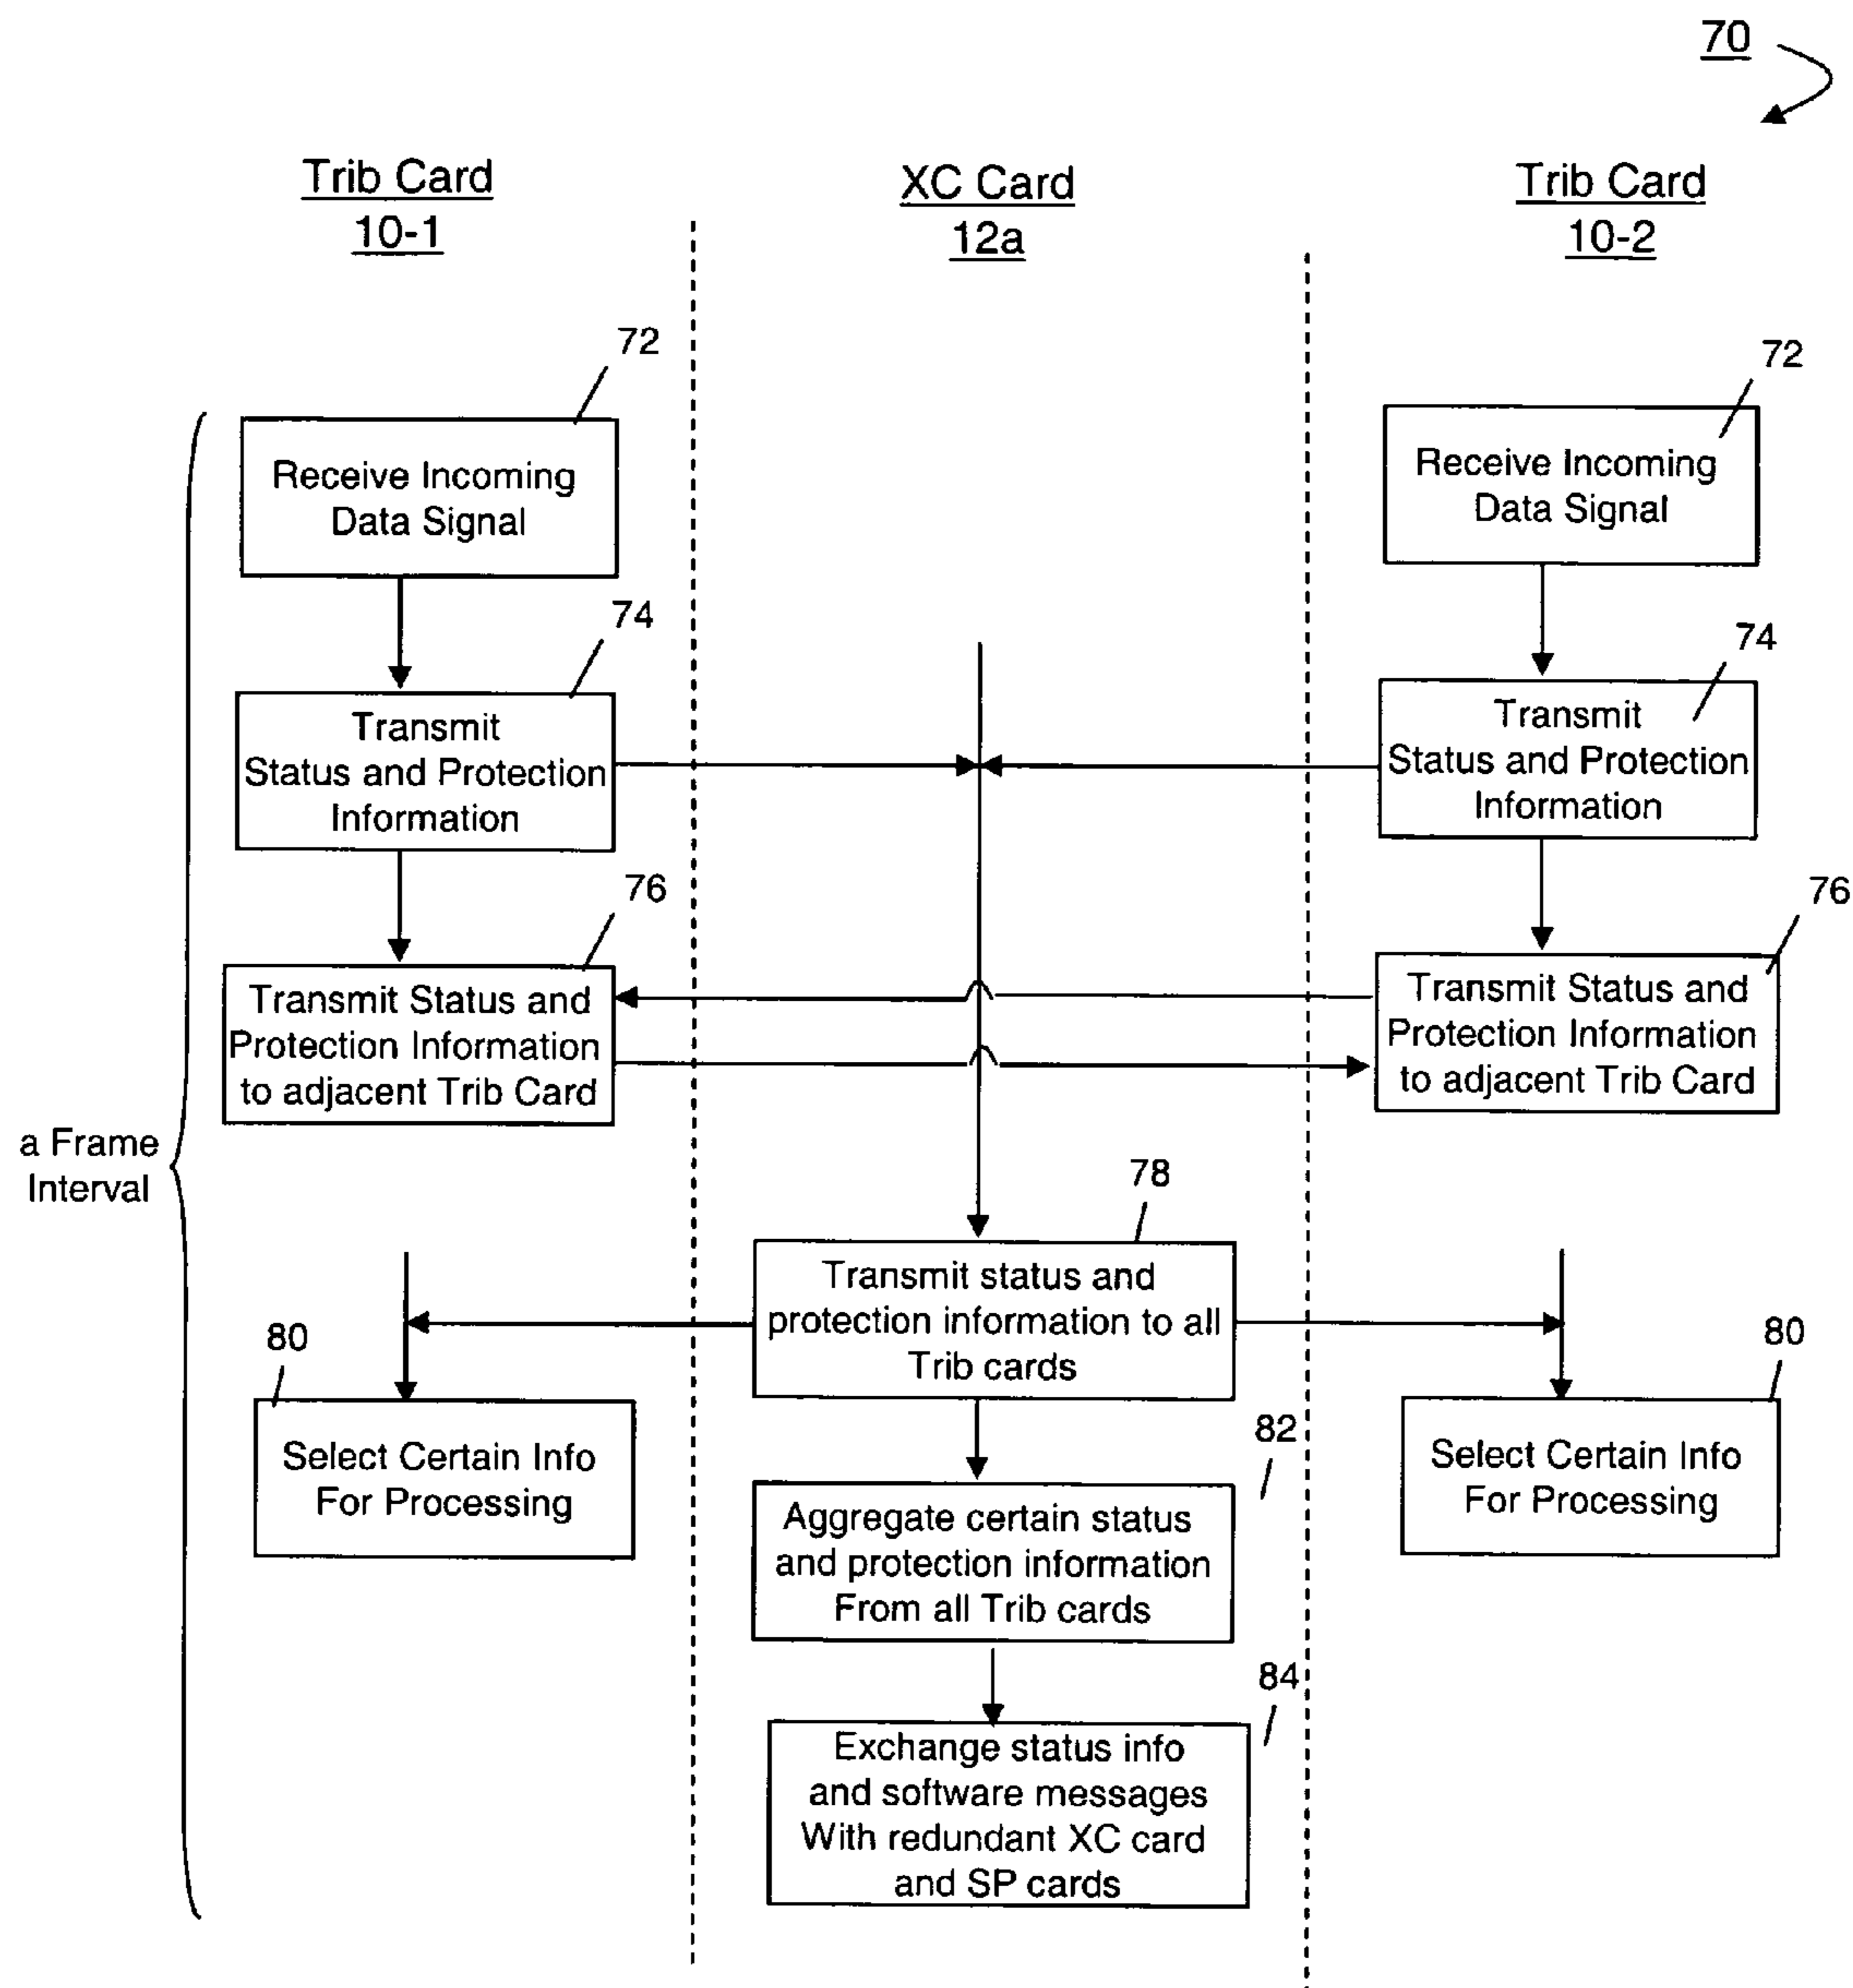 70
Trib Card
10-1
XC Card
12a
Trib Card
10-2
72
Receive Incoming
Data Signal
72
Receive Incoming
Data Signal
74
Transmit
Status and Protection
Information
74
Transmit
Status and Protection
Information
76
Transmit Status and
Protection Information
to adjacent Trib Card
76
Transmit Status and
Protection Information
to adjacent Trib Card
a Frame
Interval
78
Transmit status and
protection information to all
Trib cards
80
Select Certain Info
For Processing
80
Select Certain Info
For Processing
82
Aggregate certain status
and protection information
From all Trib cards
84
Exchange status info
and software messages
With redundant XC card
and SP cards